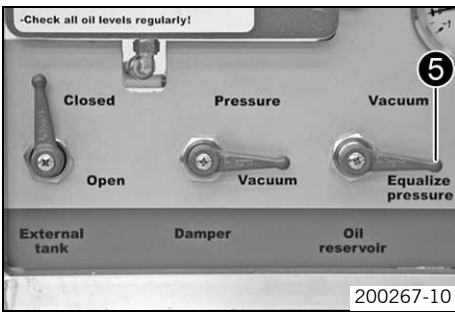 -Check all oil levels regularly!
5
Closed
Pressure
Vacuum
Open
Vacuum
Equalize
pressure
External
tank
Damper
Oil
reservoir
200267-10